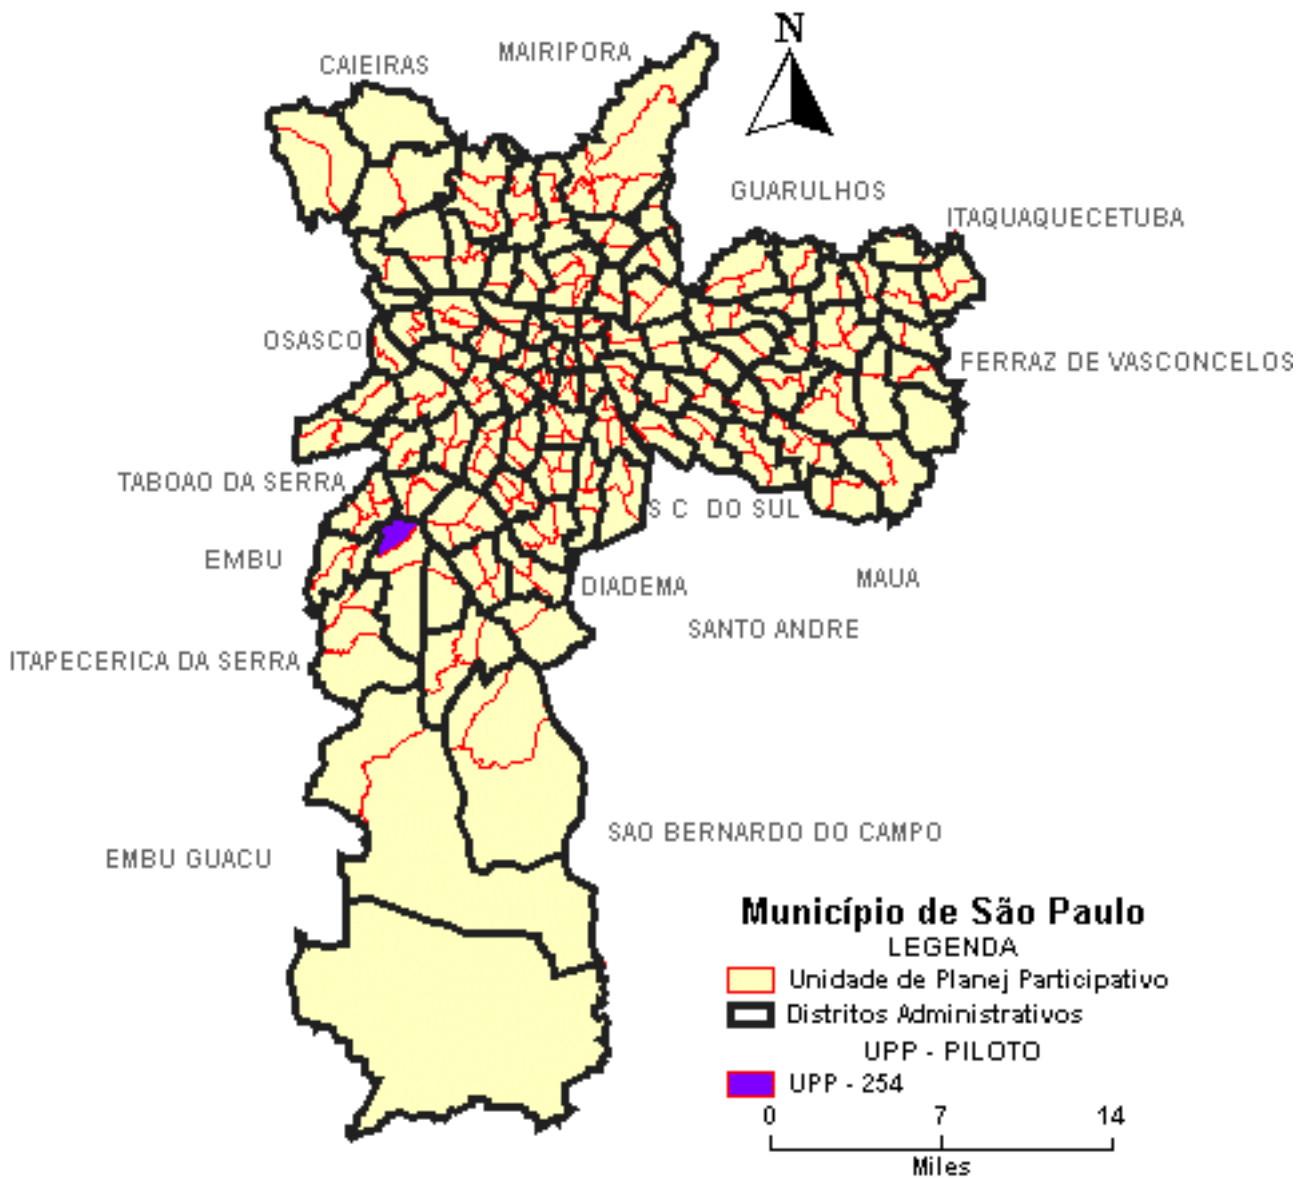 N
MAIRIPORA
CAIEIRAS
GUARULHOS
ITAQUAQUECETUBA
OSASCO
FERRAZ DE VASCONCELOS
TABOAO DA SERRA
S C DO SUL
EMBU
MAUA
DIADEMA
SANTO ANDRE
ITAPECERICA DA SERRA
SAO BERNARDO DO CAMPO
EMBU GUACU
Município de São Paulo
LEGENDA
Unidade de Planej Participativo
Distritos Administrativos
UPP - PILOTO
UPP - 254
0 7 14
Miles